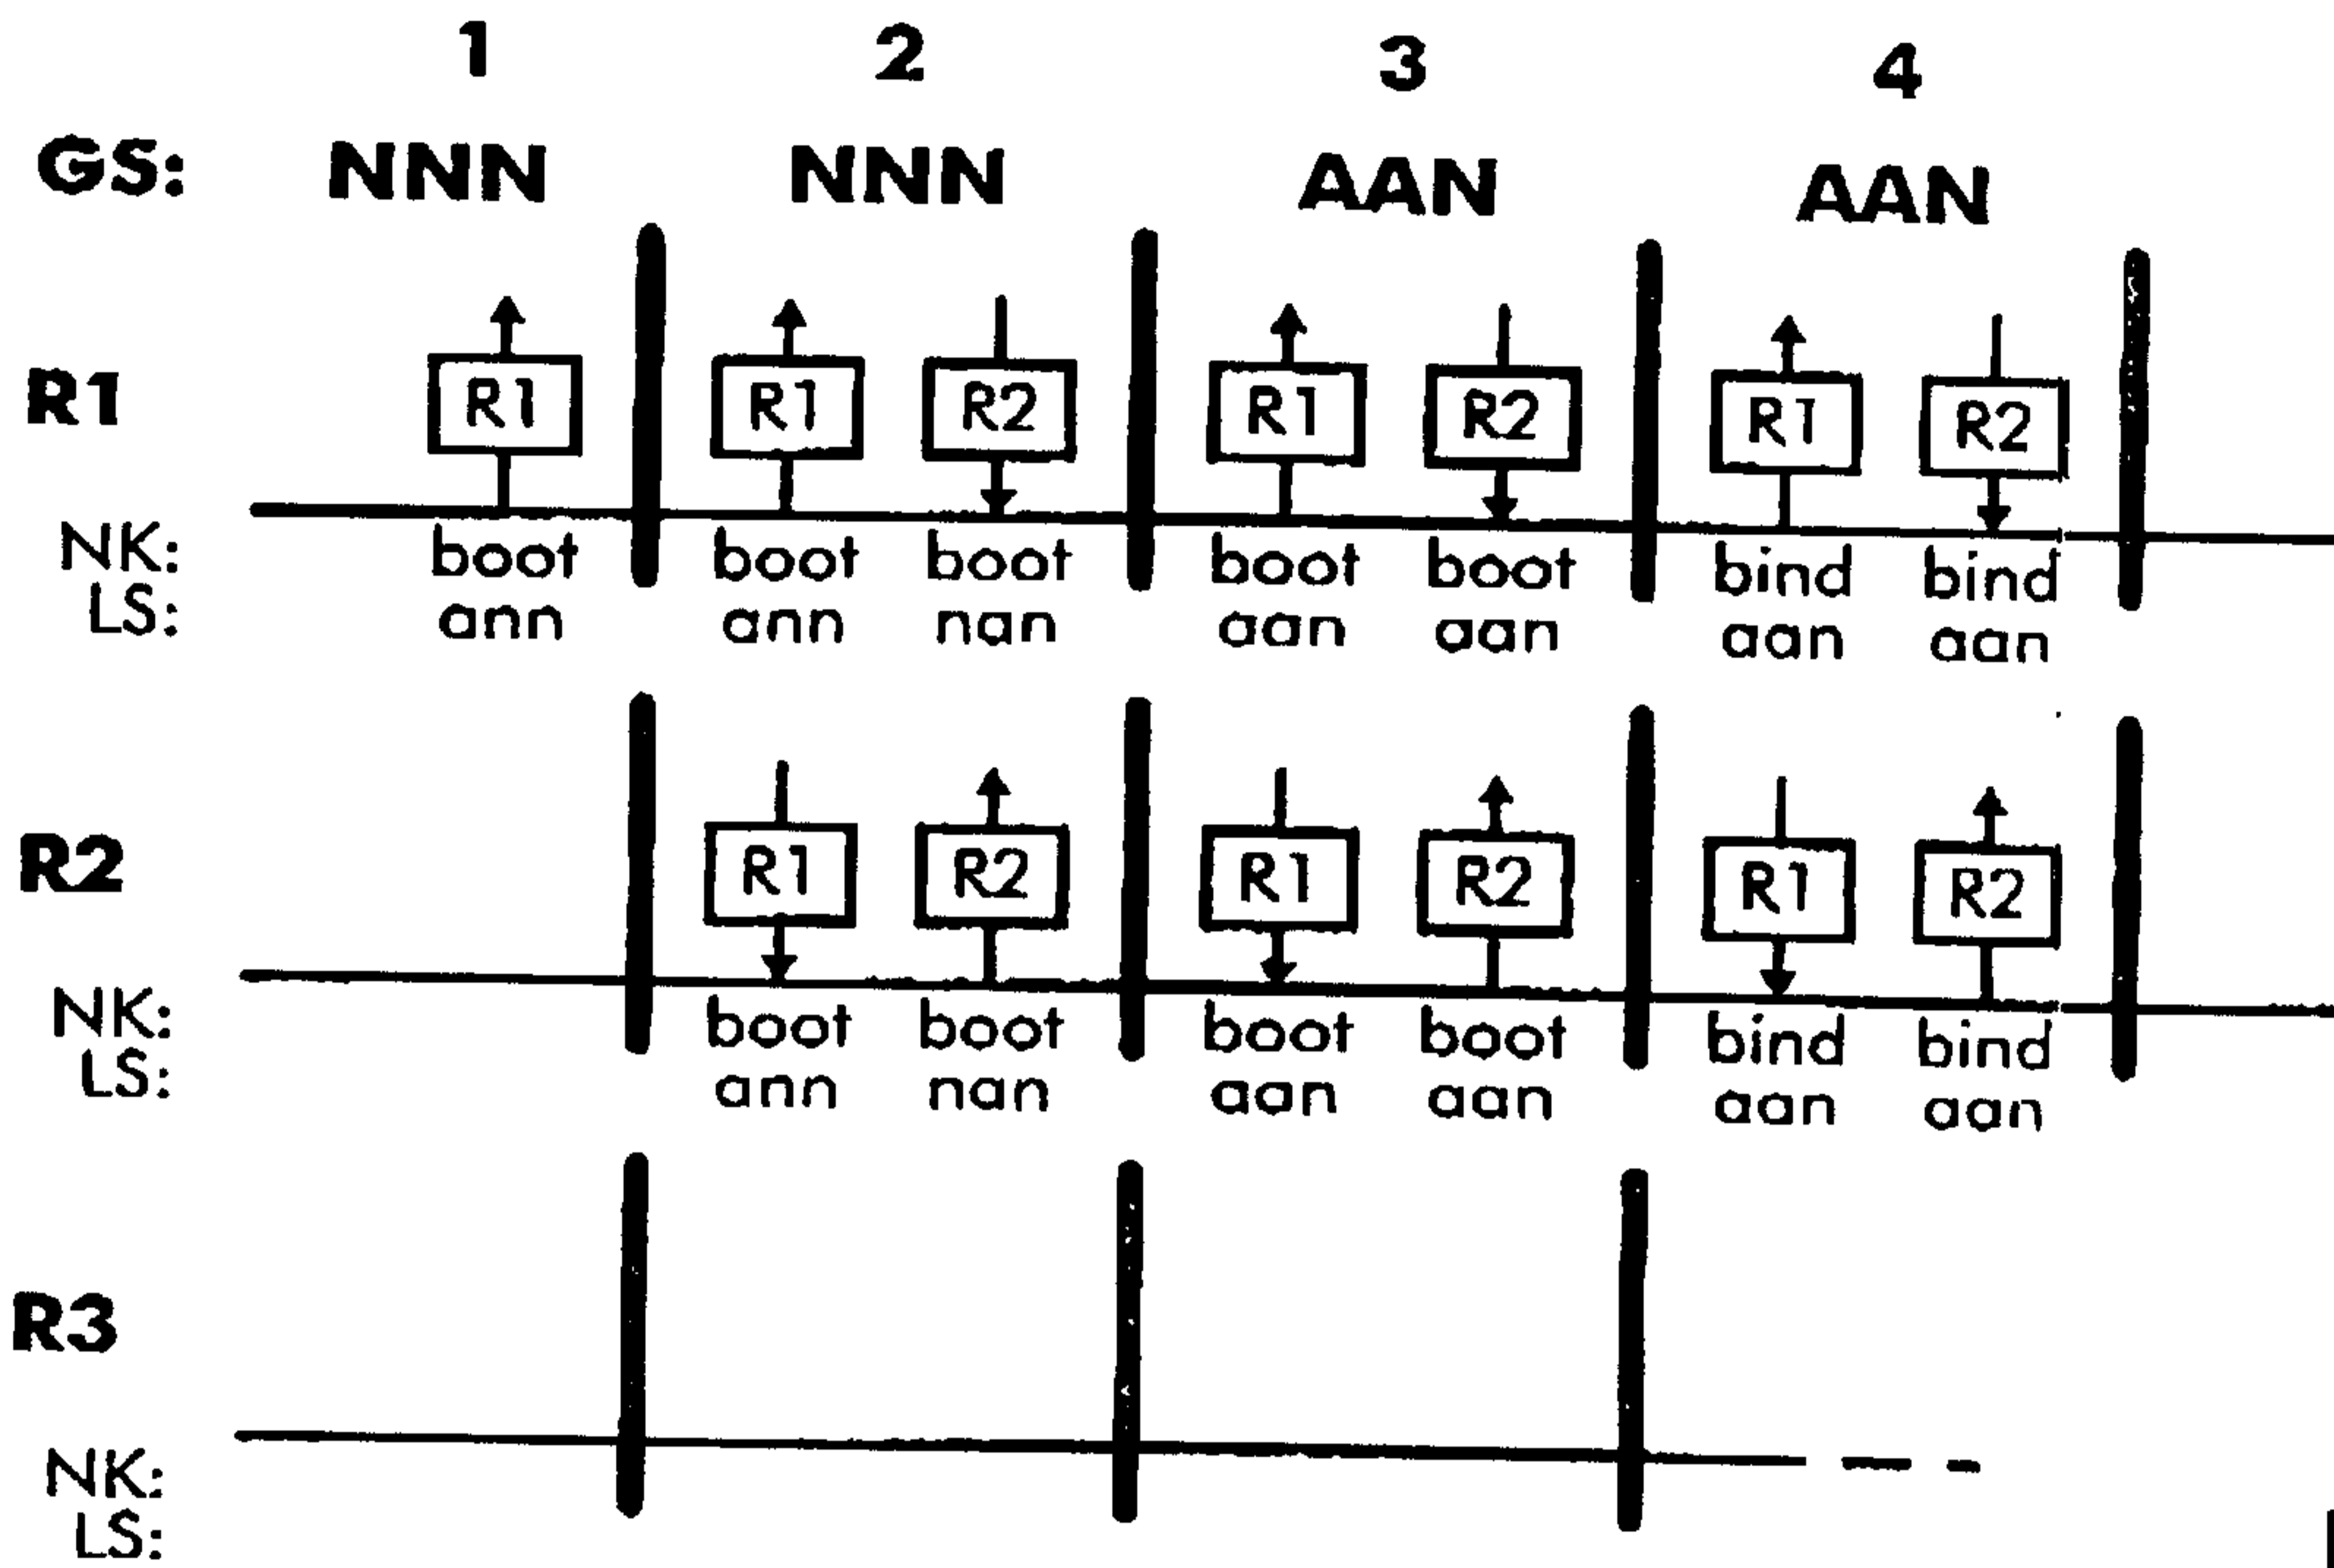 1 2 3 4
GS: NNN NNN AAN AAN
R1 R1 R1 R2 R1 R2 R1 R2
NK: boot boot boot boot boot bind bind
LS: ann ann nan aan aan aan aan
R2 R1 R2 R1 R2 R1 R2
NK: boot boot boot boot bind bind
LS: ann nan aan aan aan aan
R3
NK:
LS: